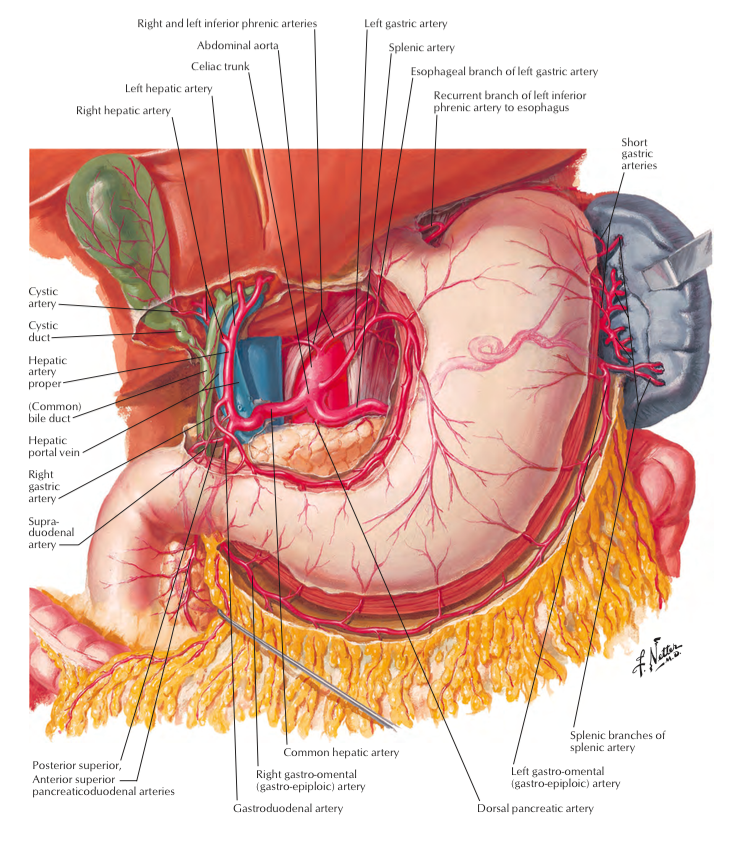 Right and left inferior phrenic arteries
Abdominal aorta
Celiac trunk
Left hepatic artery
Right hepatic artery
Left gastric artery
Splenic artery
Esophageal branch of left gastric artery
Recurrent branch of left inferior
phrenic artery to esophagus
Short
gastric
arteries
Cystic
artery
Cystic
duct
Hepatic
artery
proper
(Common)
bile duct
Hepatic
portal vein
Right
gastric
artery
Supra-
duodenal
artery
F. Netter
M.D.
Splenic branches of
splenic artery
Left gastro-omental
(gastro-epiploic) artery
Dorsal pancreatic artery
Common hepatic artery
Right gastro-omental
(gastro-epiploic) artery
Gastroduodenal artery
Posterior superior,
Anterior superior
pancreaticoduodenal arteries